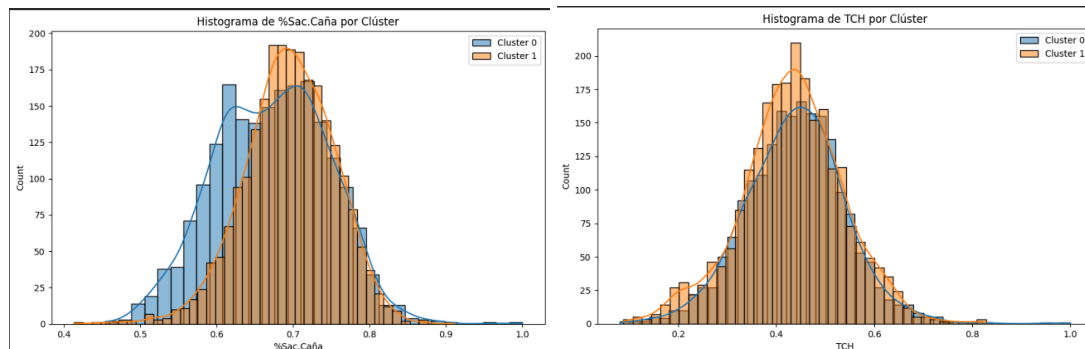 Histograma de %Sac.Caña por Clúster
200
175
150
125
100
75
50
25
0
Count
0.4 0.5 0.6 0.7 0.8 0.9 1.0
%Sac.Caña
Cluster 0
Cluster 1
Histograma de TCH por Clúster
200
175
150
125
100
75
50
25
0
Count
0.2 0.4 0.6 0.8 1.0
TCH
Cluster 0
Cluster 1